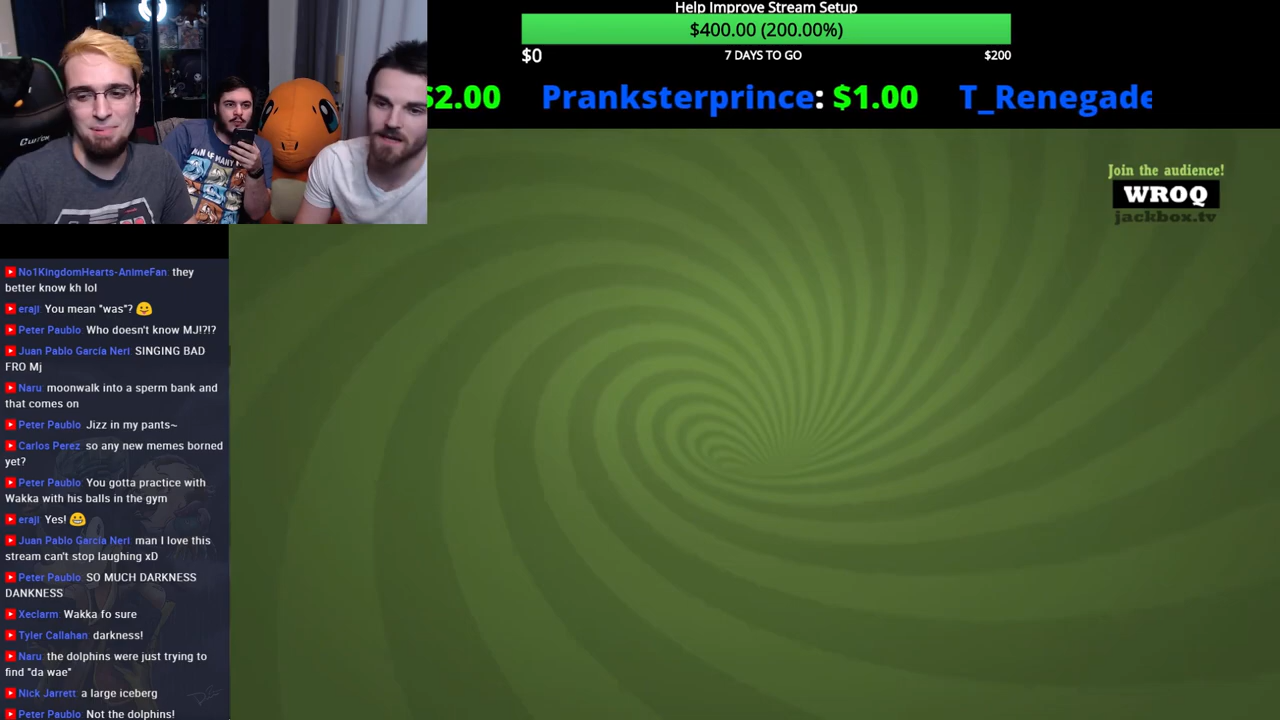 Help Improve Stream Setup
$400.00 (200.00%)
$0
7 DAYS TO GO
$200
$2.00 Pranksterprince: $1.00 T_Renegade
Join the audience!
WROQ
jackbox.tv
No1KingdomHearts-AnimeFan they
better know kh lol
eraji You mean "was"?
Peter Paublo Who doesn't know MJ!?!?
Juan Pablo García Neri SINGING BAD
FRO Mj
Naru moonwalk into a sperm bank and
that comes on
Peter Paublo Jizz in my pants~
Carlos Perez so any new memes borned
yet?
Peter Paublo You gotta practice with
Wakka with his balls in the gym
eraji Yes!
Juan Pablo García Neri man I love this
stream can't stop laughing xD
Peter Paublo SO MUCH DARKNESS
DANKNESS
Xeclarm Wakka fo sure
Tyler Callahan darkness!
Naru the dolphins were just trying to
find "da wae"
Nick Jarrett a large iceberg
Peter Paublo Not the dolphins!